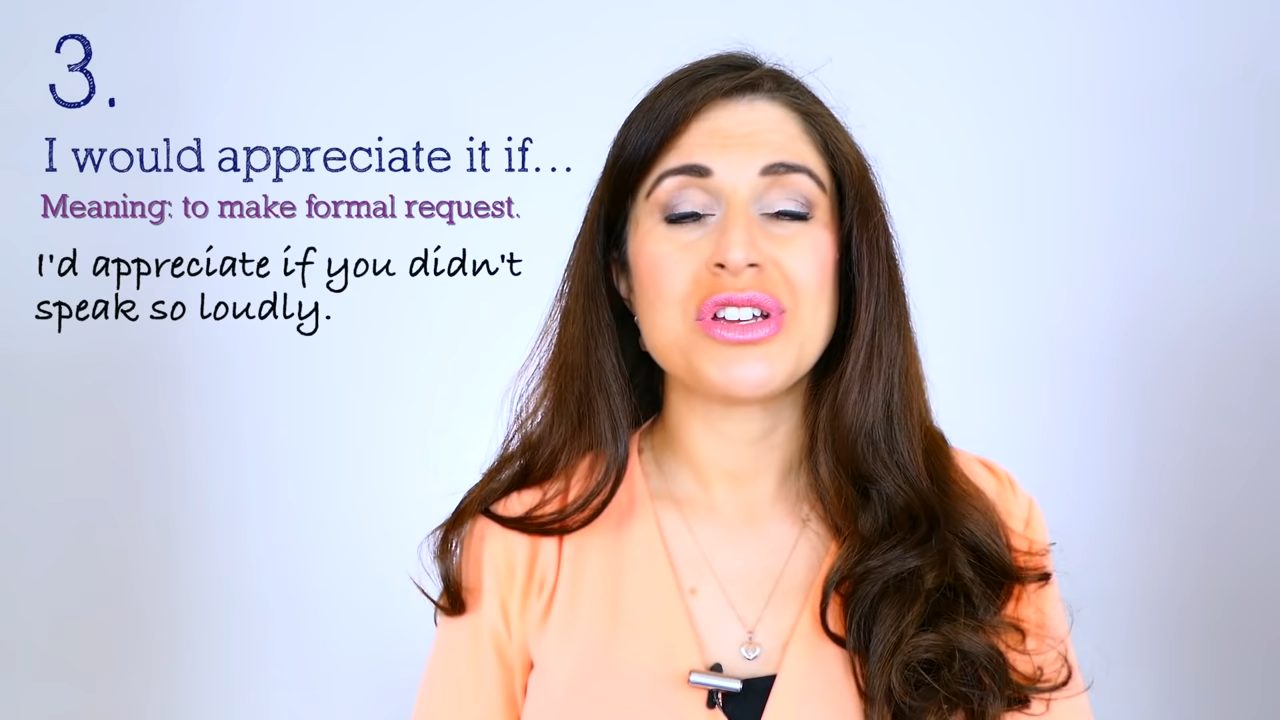 3.
I would appreciate it if...
Meaning: to make formal request.
I'd appreciate if you didn't
speak so loudly.